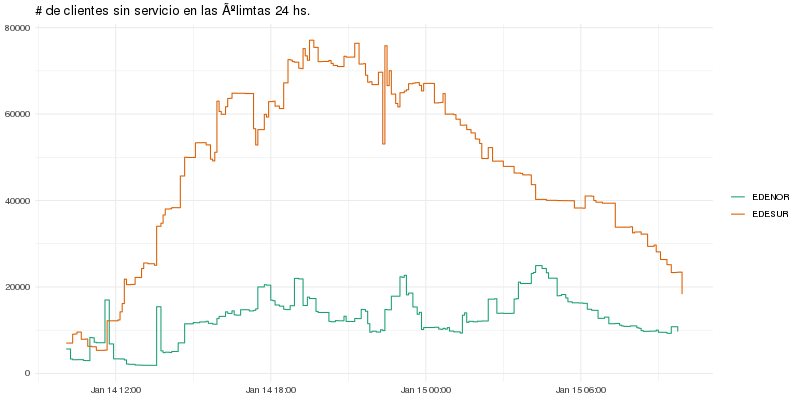 # de clientes sin servicio en las Ãºlimtas 24 hs.
80000
60000
40000
20000
0
Jan 14 12:00
Jan 14 18:00
Jan 15 00:00
Jan 15 06:00
EDENOR
EDESUR